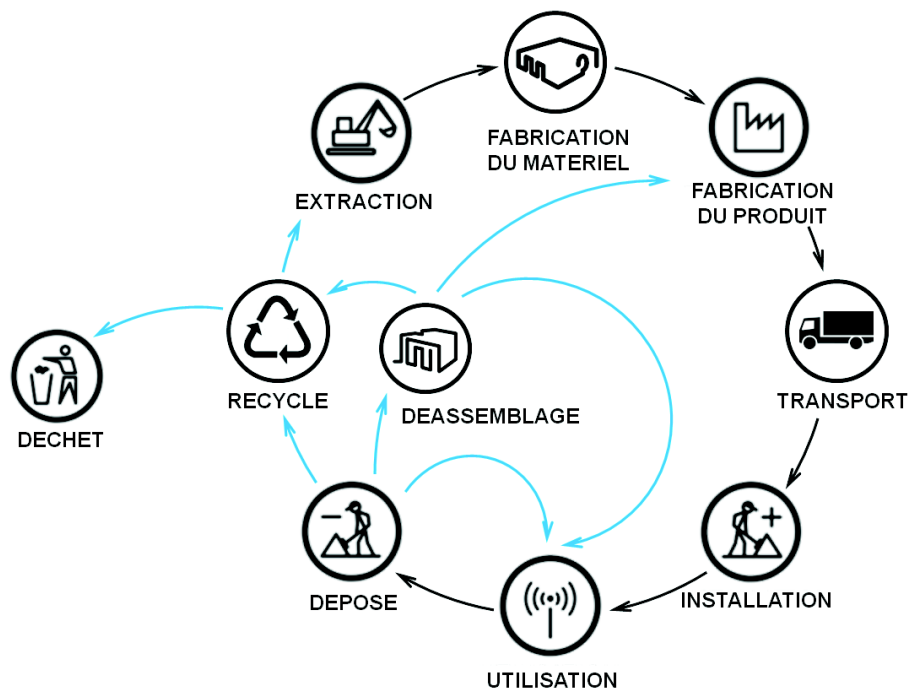 FABRICATION
DU MATERIEL
EXTRACTION
FABRICATION
DU PRODUIT
RECYCLE
DEASSEMBLAGE
TRANSPORT
DECHET
DEPOSE
INSTALLATION
UTILISATION